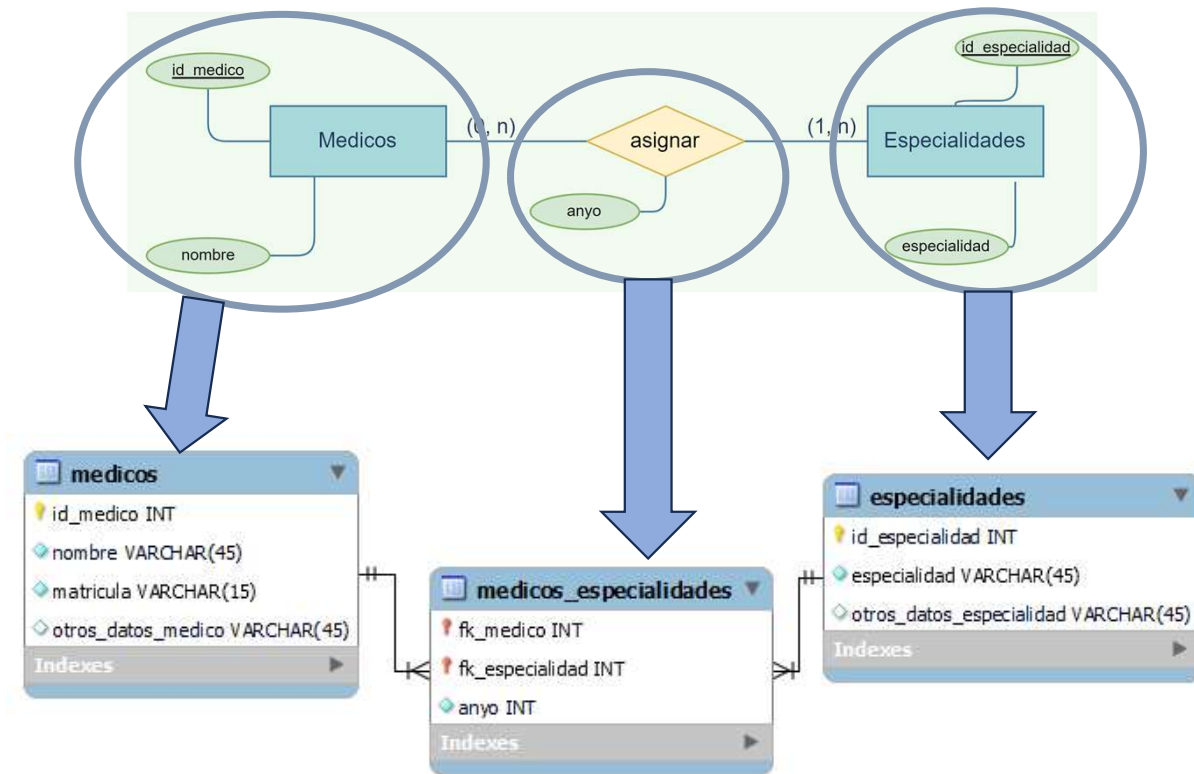 id_medico
id_especialidad
Medicos
(0, n)
asignar
(1, n)
Especialidades
anyo
nombre
especialidad
medicos
id_medico INT
nombre VARCHAR(45)
matricula VARCHAR(15)
otros_datos_medico VARCHAR(45)
Indexes
medicos_especialidades
fk_medico INT
fk_especialidad INT
anyo INT
Indexes
especialidades
id_especialidad INT
especialidad VARCHAR(45)
otros_datos_especialidad VARCHAR(45)
Indexes